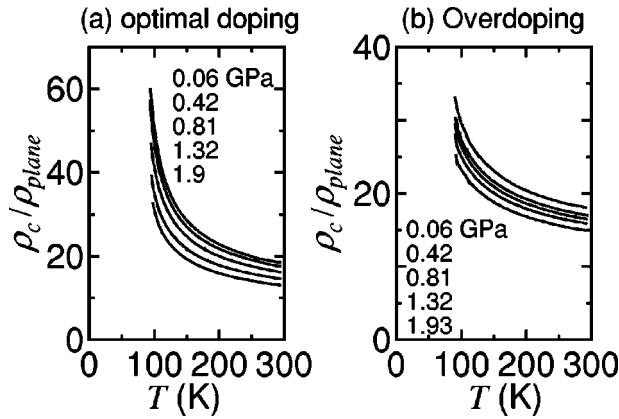 (a) optimal doping
60
40
20
0
ρc/ρplane
0.06 GPa
0.42
0.81
1.32
1.9
0 100 200 300
T (K)
(b) Overdoping
40
20
0
ρc/ρplane
0.06 GPa
0.42
0.81
1.32
1.93
0 100 200 300
T (K)